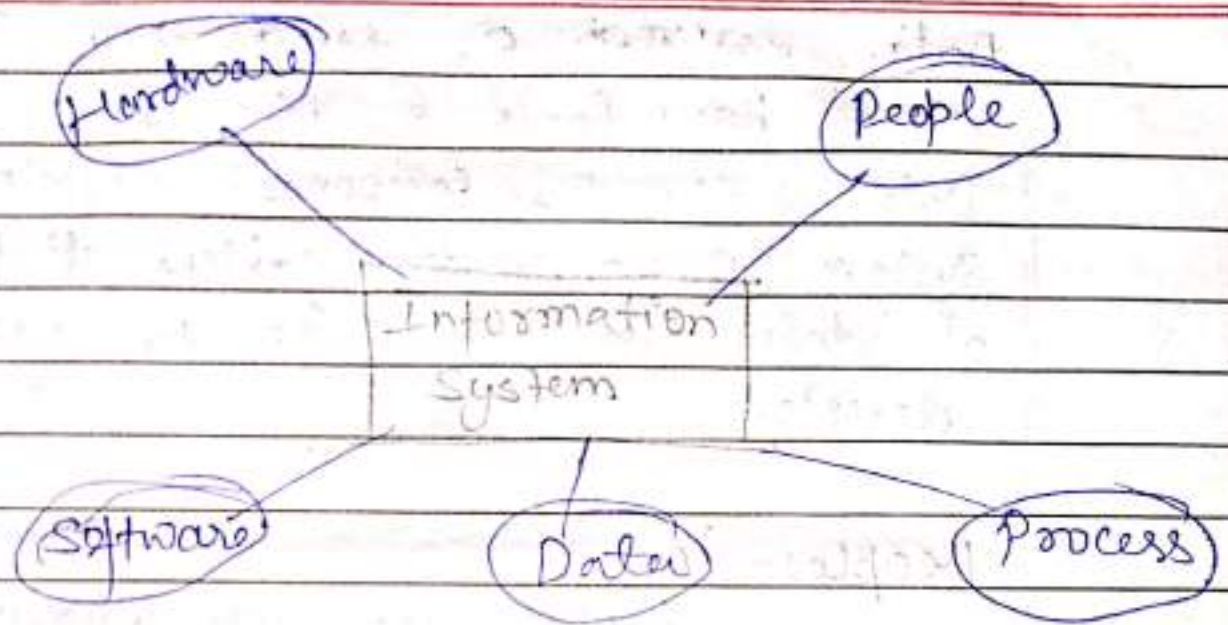 Hardware
People
Information
System
Software
Data
Process